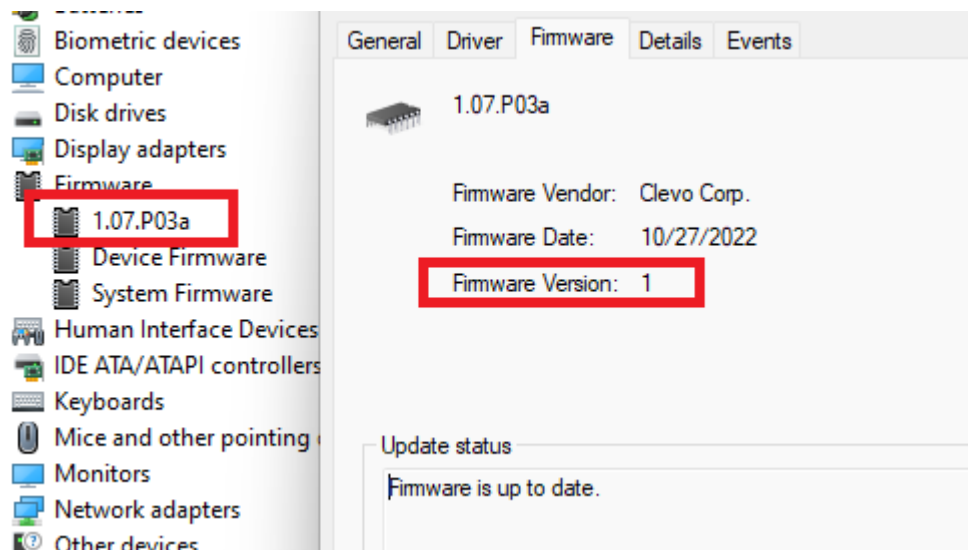 Biometric devices
Computer
Disk drives
Display adapters
Firmware
1.07.P03a
Device Firmware
System Firmware
Human Interface Devices
IDE ATA/ATAPI controllers
Keyboards
Mice and other pointing
Monitors
Network adapters
Other devices
General Driver Firmware Details Events
1.07.P03a
Firmware Vendor: Clevo Corp.
Firmware Date: 10/27/2022
Firmware Version: 1
Update status
Firmware is up to date.